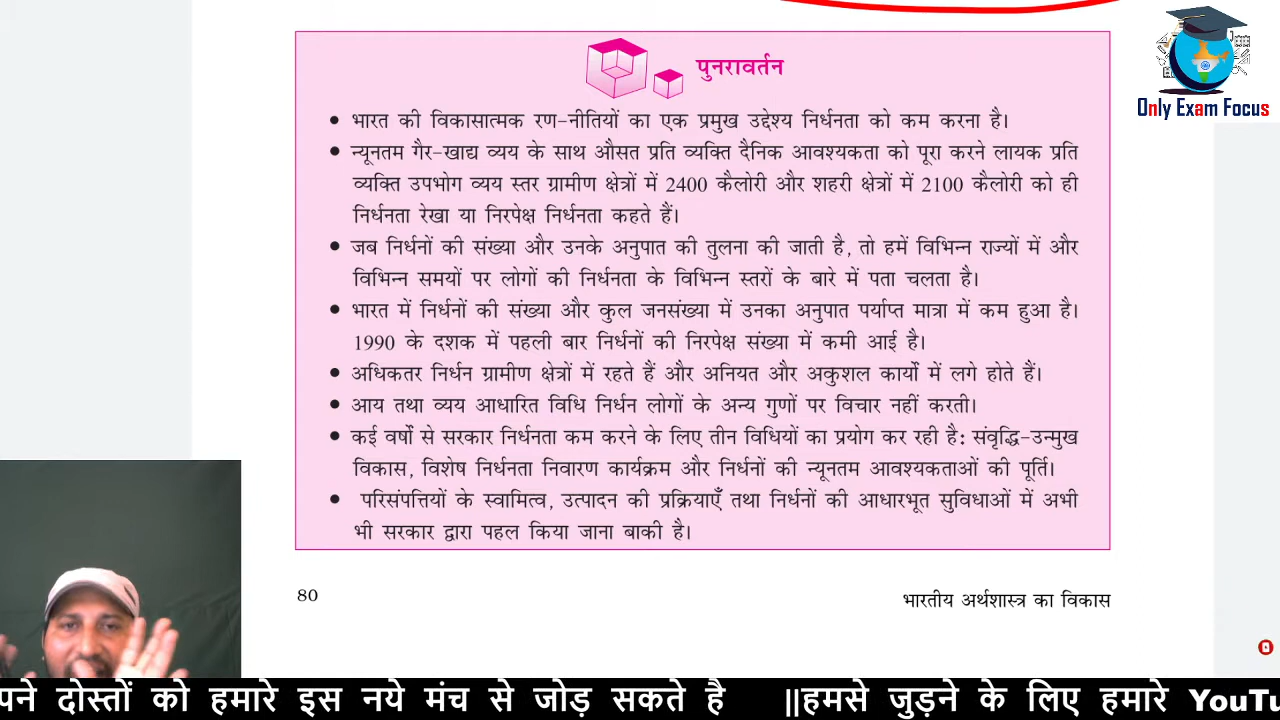 पुनरावर्तन
Only Exam Focus
• भारत की विकासात्मक रण-नीतियों का एक प्रमुख उद्देश्य निर्धनता को कम करना है।
• न्यूनतम गैर-खाद्य व्यय के साथ औसत प्रति व्यक्ति दैनिक आवश्यकता को पूरा करने लायक प्रति
व्यक्ति उपभोग व्यय स्तर ग्रामीण क्षेत्रों में 2400 कैलोरी और शहरी क्षेत्रों में 2100 कैलोरी को ही
निर्धनता रेखा या निरपेक्ष निर्धनता कहते हैं।
• जब निर्धनों की संख्या और उनके अनुपात की तुलना की जाती है, तो हमें विभिन्न राज्यों में और
विभिन्न समयों पर लोगों की निर्धनता के विभिन्न स्तरों के बारे में पता चलता है।
• भारत में निर्धनों की संख्या और कुल जनसंख्या में उनका अनुपात पर्याप्त मात्रा में कम हुआ है।
1990 के दशक में पहली बार निर्धनों की निरपेक्ष संख्या में कमी आई है।
• अधिकतर निर्धन ग्रामीण क्षेत्रों में रहते हैं और अनियत और अकुशल कार्यों में लगे होते हैं।
• आय तथा व्यय आधारित विधि निर्धन लोगों के अन्य गुणों पर विचार नहीं करती।
• कई वर्षों से सरकार निर्धनता कम करने के लिए तीन विधियों का प्रयोग कर रही है: संवृद्धि-उन्मुख
विकास, विशेष निर्धनता निवारण कार्यक्रम और निर्धनों की न्यूनतम आवश्यकताओं की पूर्ति।
• परिसंपत्तियों के स्वामित्व, उत्पादन की प्रक्रियाएँ तथा निर्धनों की आधारभूत सुविधाओं में अभी
भी सरकार द्वारा पहल किया जाना बाकी है।
80
भारतीय अर्थशास्त्र का विकास
पने दोस्तों को हमारे इस नये मंच से जोड़ सकते है ||हमसे जुड़ने के लिए हमारे YouTu